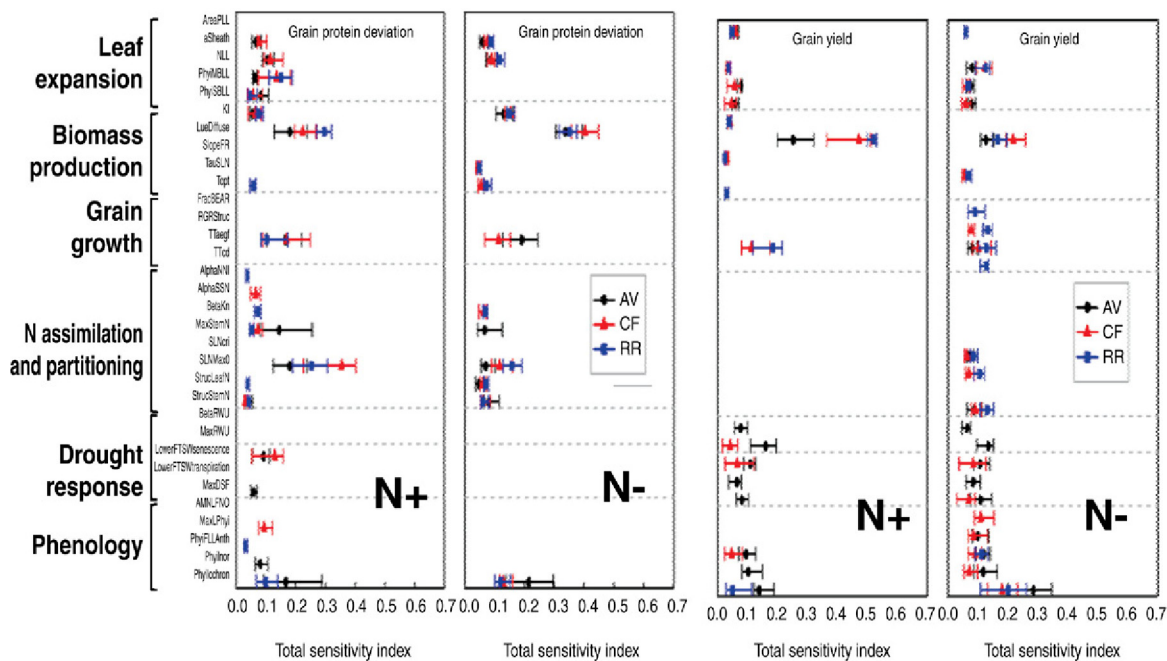 Leaf
expansion
Biomass
production
Grain
growth
N assimilation
and partitioning
Drought
response
Phenology
AreaPLL
aSheath
NLL
PhylMBLL
PhylSBLL
KI
LueDiffuse
SlopeFR
TauSLN
Topt
FracBEAR
RGRStruc
TTaegf
TTcd
AlphaNNI
AlphaSSN
BetaKn
MaxStemN
SLNcri
SLNMax0
StrucLeafN
StrucStemN
BetaRWU
MaxRWU
LowerFTSWsenescence
LowerFTSWtranspiration
MaxDSF
AMNLFNO
MaxLPhyl
PhylFLLAnth
Phyllnor
Phyllochron
Grain protein deviation
N+
0.0 0.1 0.2 0.3 0.4 0.5 0.6 0.7
Total sensitivity index
Grain protein deviation
AV
CF
RR
N-
0.0 0.1 0.2 0.3 0.4 0.5 0.6 0.7
Total sensitivity index
Grain yield
N+
0.0 0.1 0.2 0.3 0.4 0.5 0.6 0.7
Total sensitivity index
Grain yield
AV
CF
RR
N-
0.0 0.1 0.2 0.3 0.4 0.5 0.6 0.7
Total sensitivity index